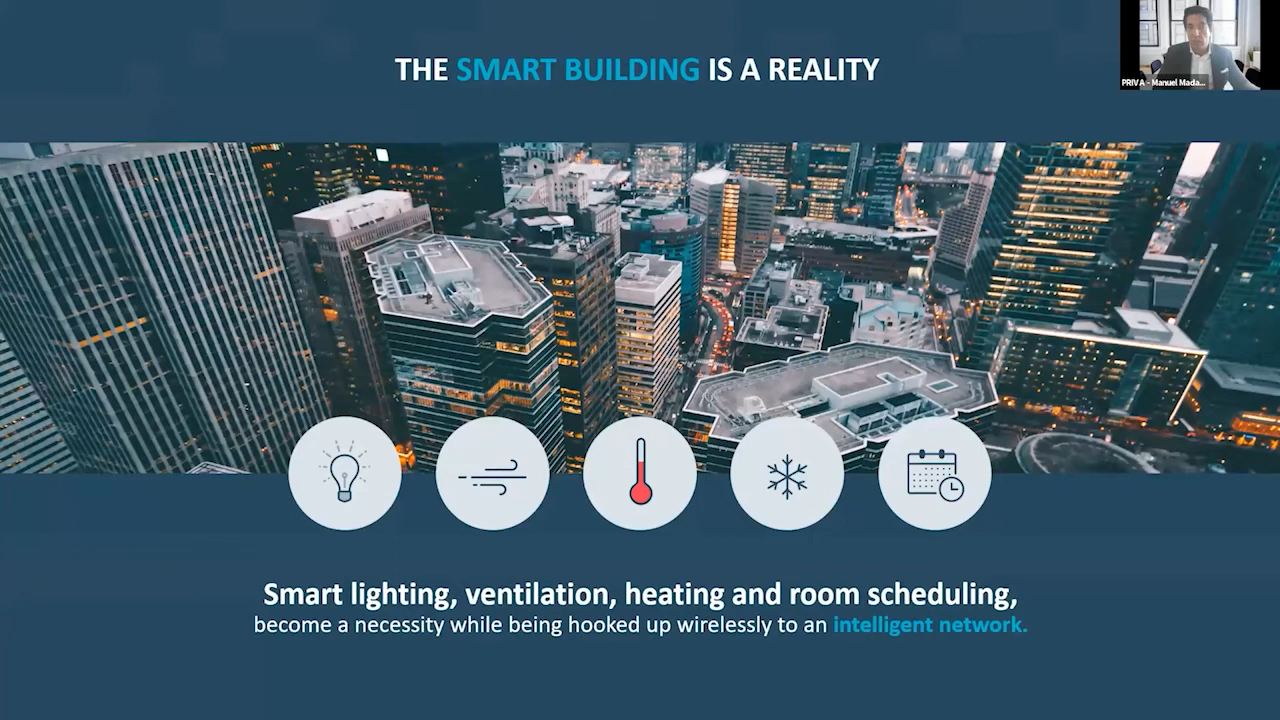 THE SMART BUILDING IS A REALITY
PRIVA - Manuel Mada...
Smart lighting, ventilation, heating and room scheduling,
become a necessity while being hooked up wirelessly to an intelligent network.